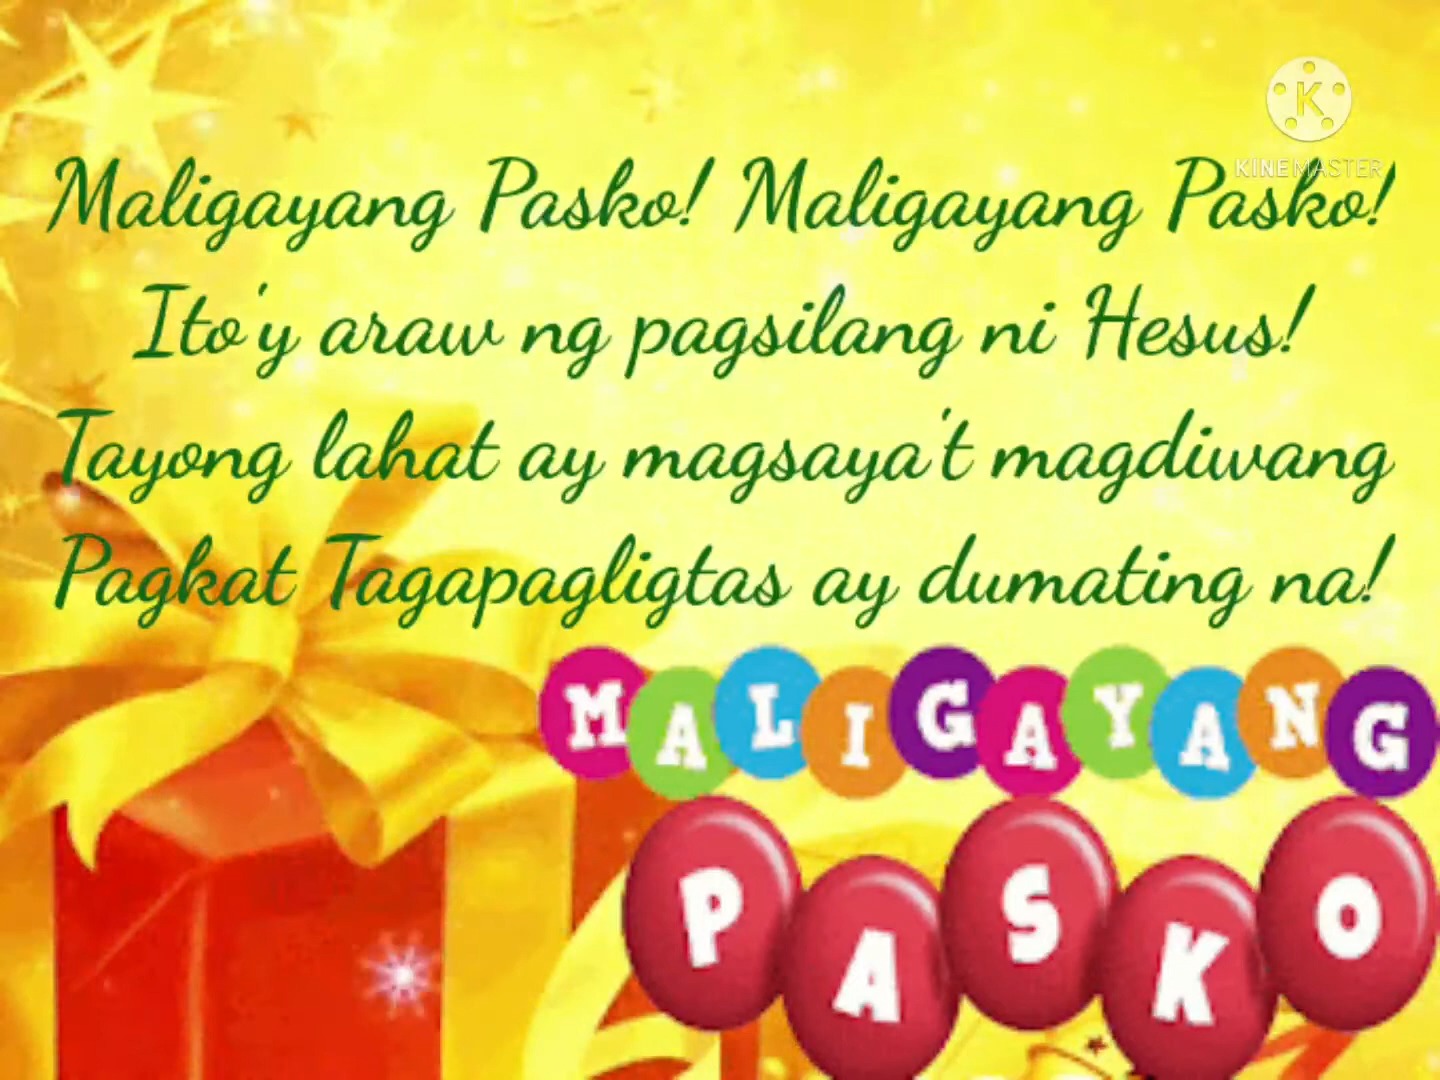 KINEMASTER
Maligayang Pasko! Maligayang Pasko!
Ito'y araw ng pagsilang ni Hesus!
Tayong lahat ay magsaya't magdiwang
Pagkat Tagapagligtas ay dumating na!
MALIGAYANG
PASKO